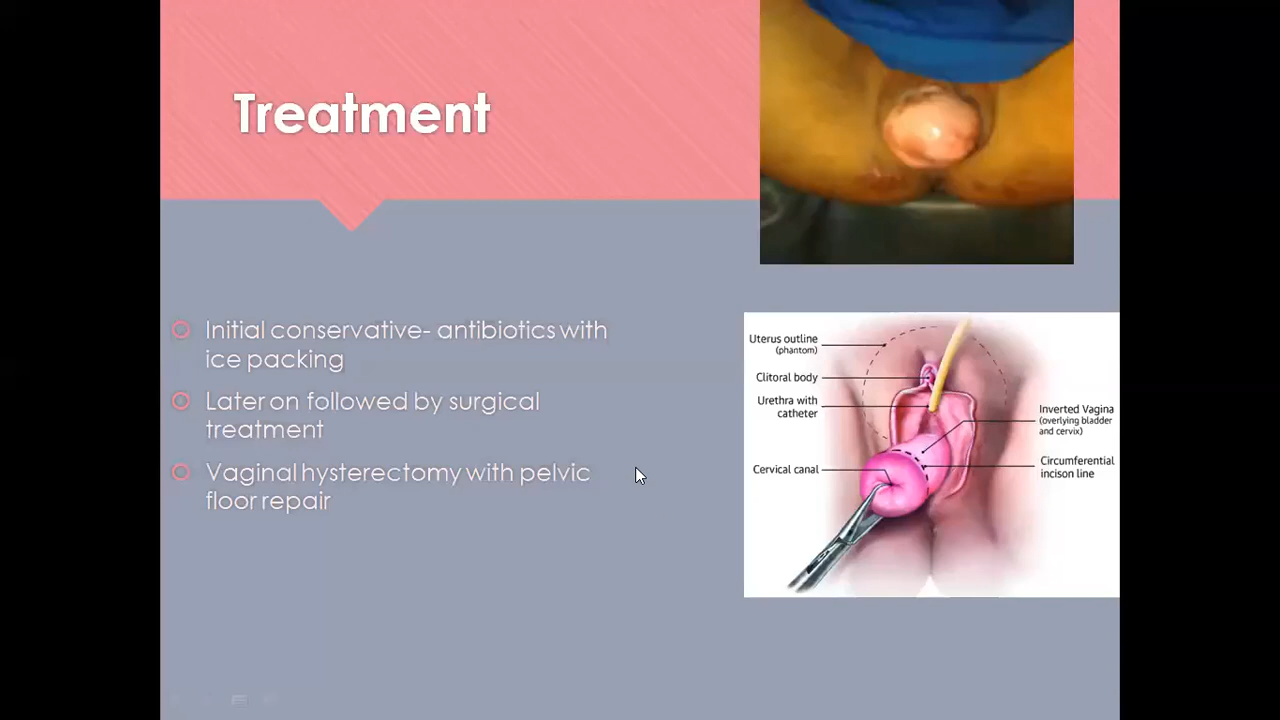 Treatment
Initial conservative- antibiotics with
ice packing
Later on followed by surgical
treatment
Vaginal hysterectomy with pelvic
floor repair
Uterus outline
(phantom)
Clitoral body
Urethra with
catheter
Cervical canal
Inverted Vagina
(overlying bladder
and cervix)
Circumferential
incison line